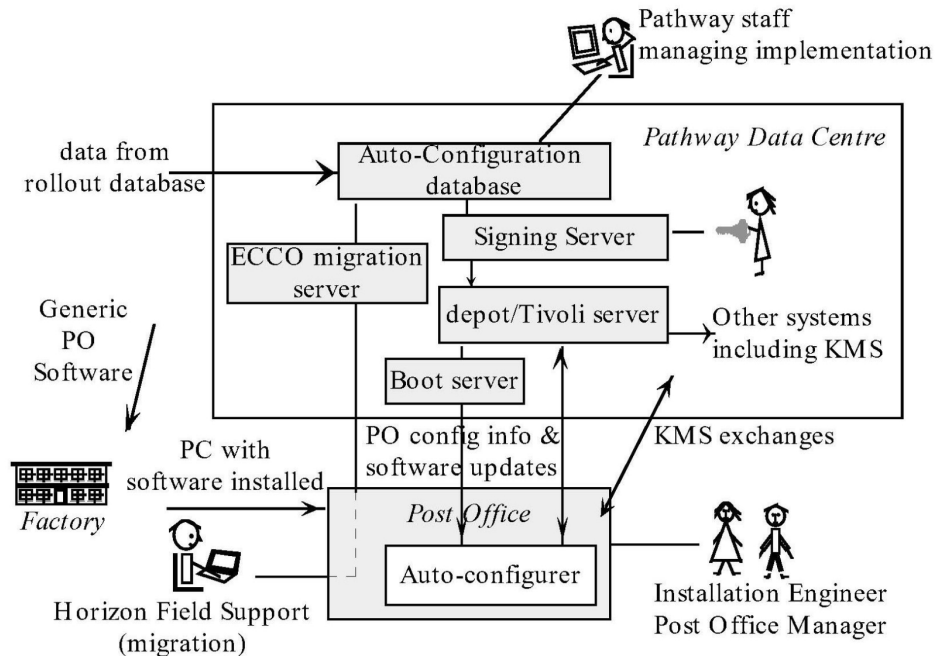 Pathway staff
managing implementation
Pathway Data Centre
data from
rollout database
Auto-Configuration
database
Signing Server
ECCO migration
server
Generic
PO
Software
depot/Tivoli server
Other systems
including KMS
Boot server
PO config info &
software updates
KMS exchanges
PC with
software installed
Factory
Post Office
Auto-configurer
Horizon Field Support
(migration)
Installation Engineer
Post Office Manager